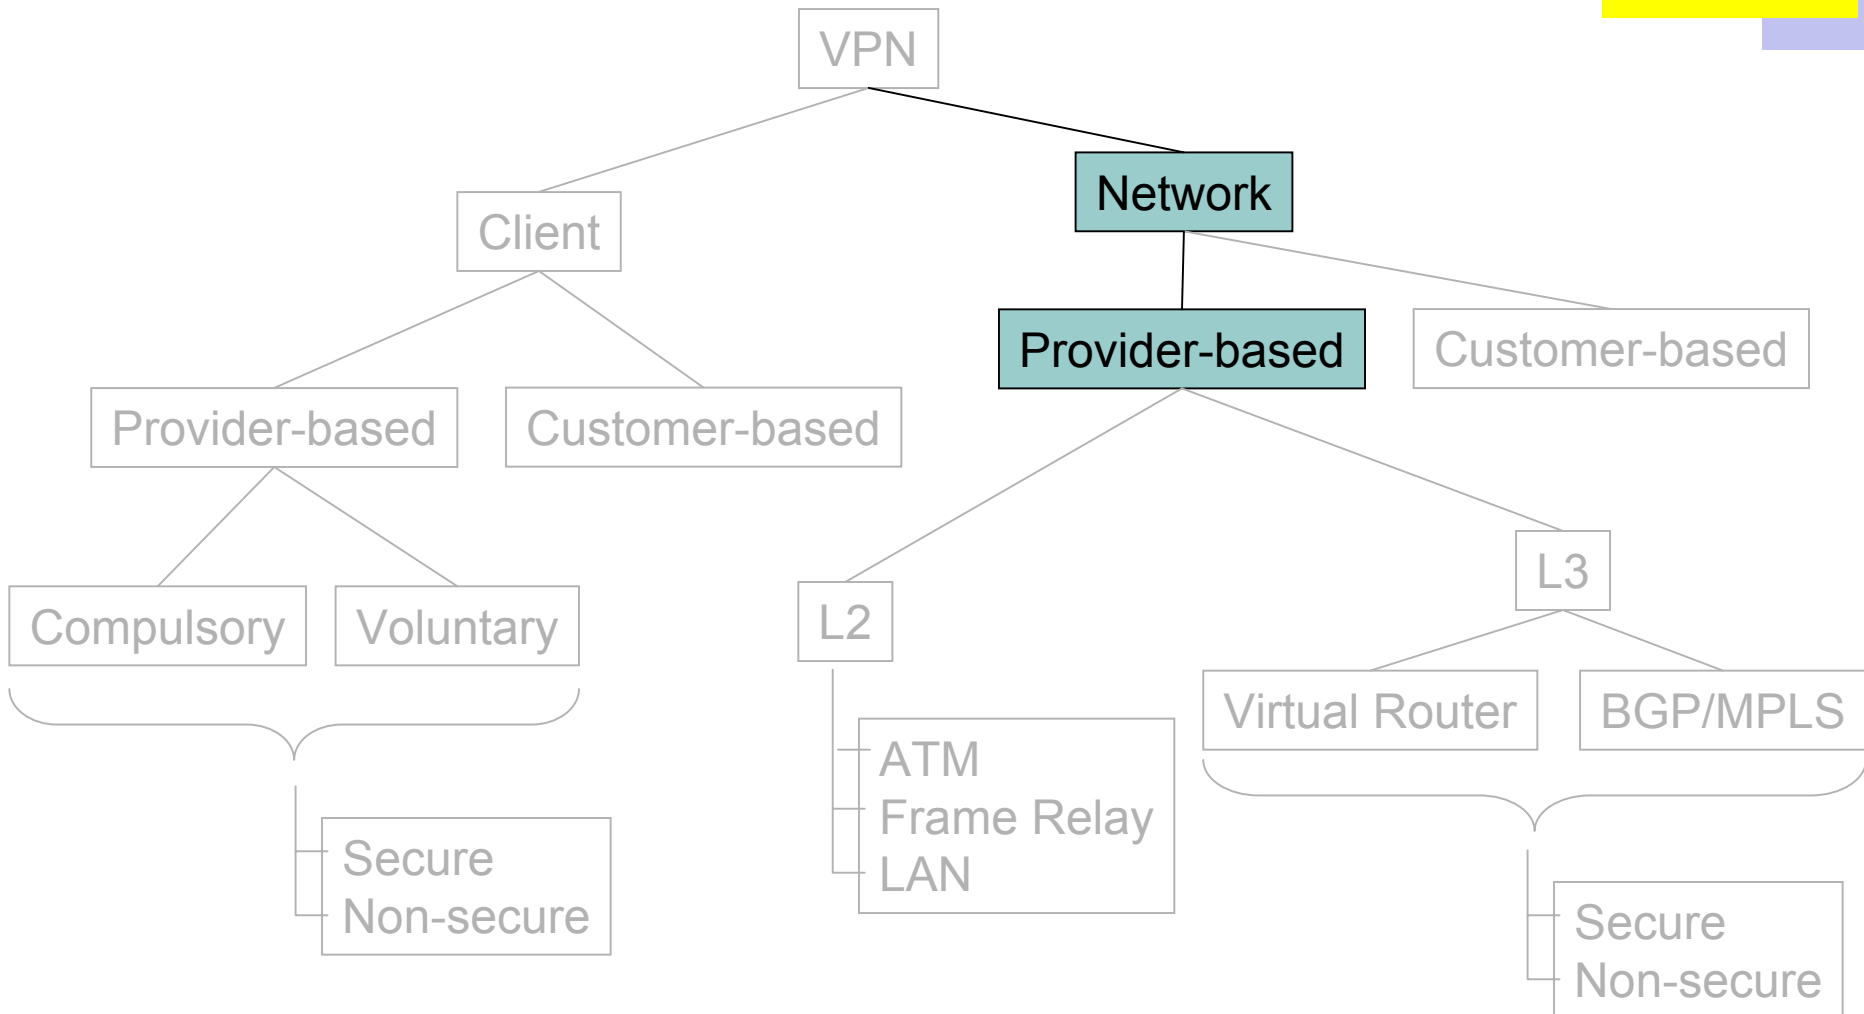 VPN
Network
Client
Provider-based
Customer-based
Provider-based
Customer-based
L3
L2
Compulsory
Voluntary
Virtual Router
BGP/MPLS
ATM
Frame Relay
LAN
Secure
Non-secure
Secure
Non-secure